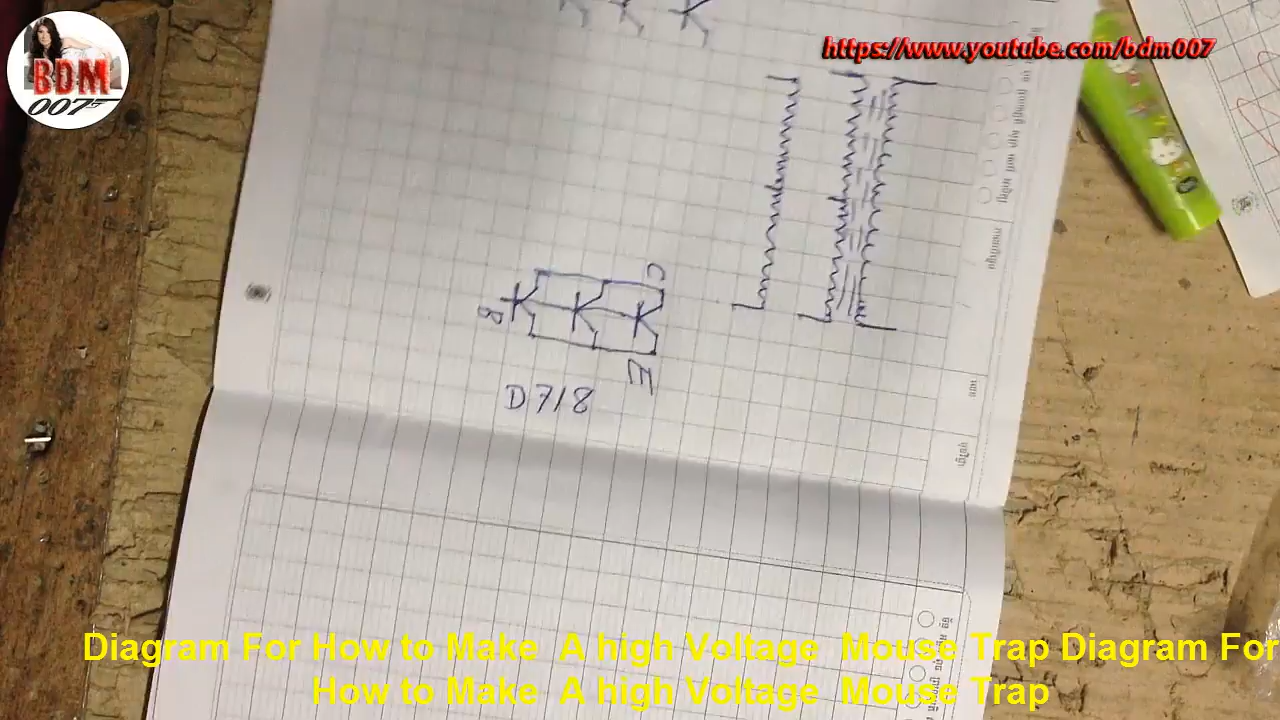 BDM
007
https://www.youtube.com/bdm007
C
B
E
D718
Diagram For How to Make A high Voltage Mouse Trap Diagram For
How to Make A high Voltage Mouse Trap